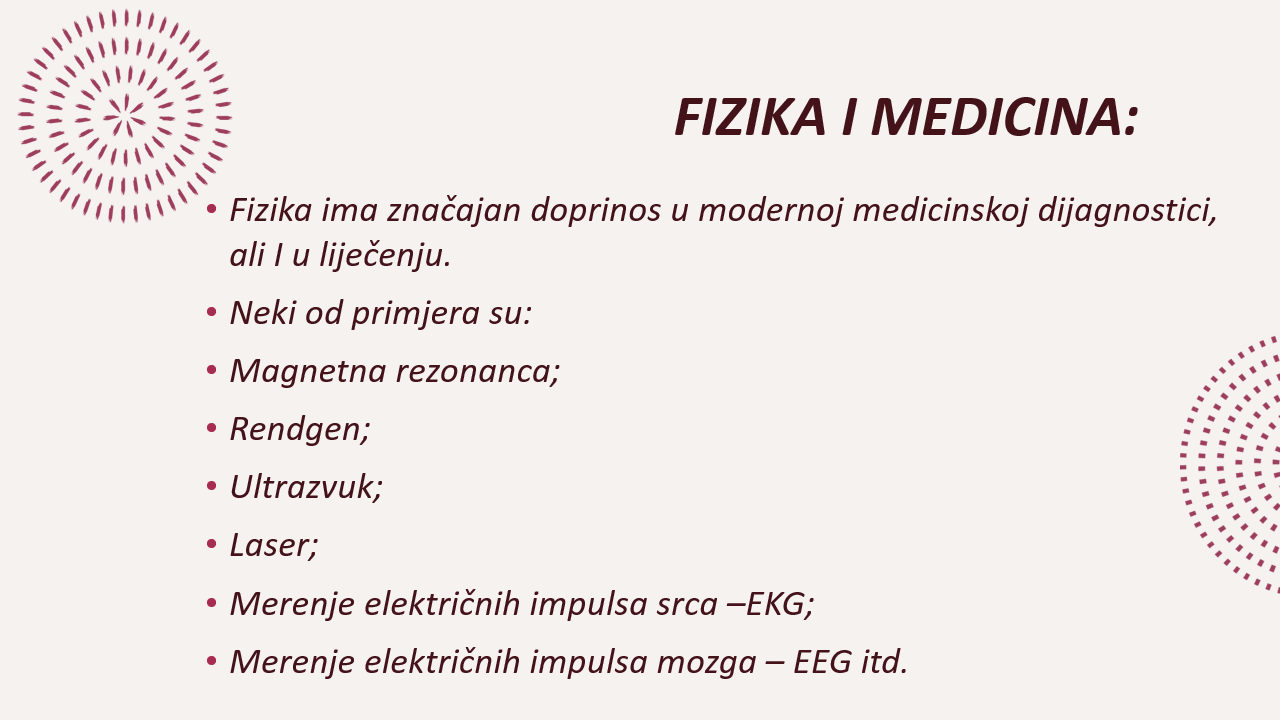 FIZIKA I MEDICINA:
• Fizika ima značajan doprinos u modernoj medicinskoj dijagnostici,
ali I u liječenju.
• Neki od primjera su:
• Magnetna rezonanca;
• Rendgen;
• Ultrazvuk;
• Laser;
• Merenje električnih impulsa srca –EKG;
• Merenje električnih impulsa mozga – EEG itd.